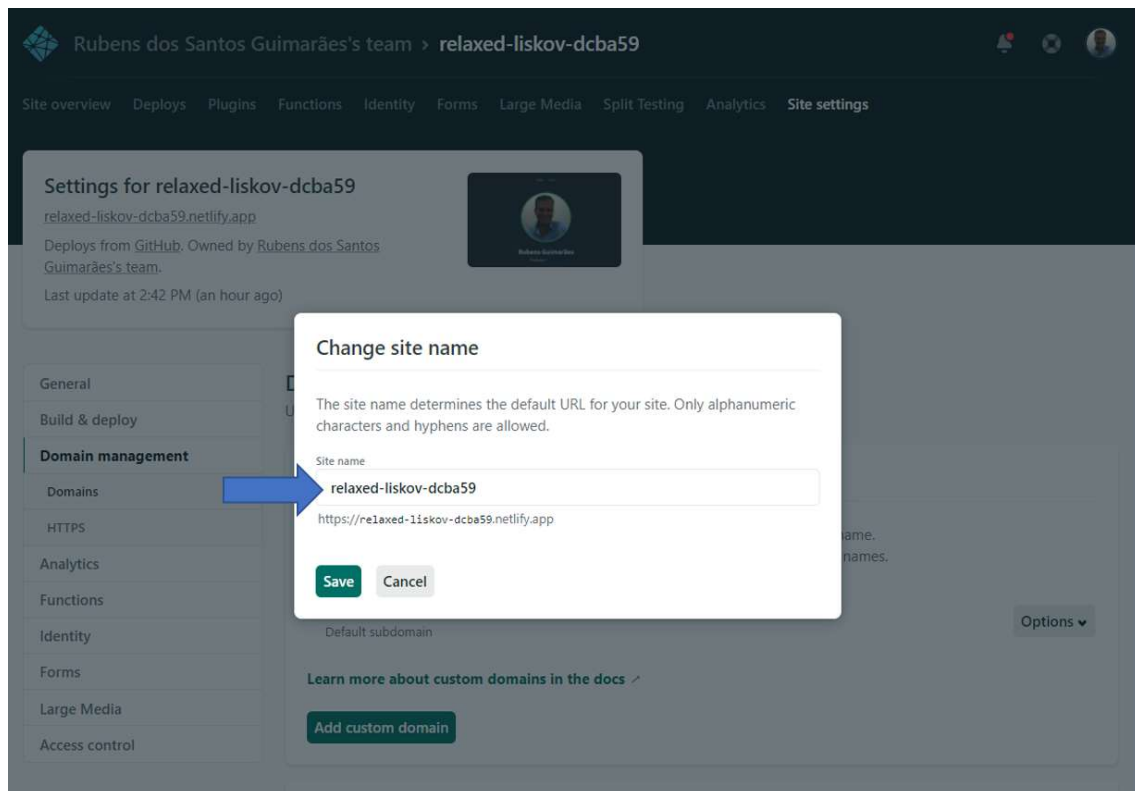 Rubens dos Santos Guimarães's team > relaxed-liskov-dcba59
Site overview Deploys Plugins Functions Identity Forms Large Media Split Testing Analytics Site settings
Settings for relaxed-liskov-dcba59
relaxed-liskov-dcba59.netlify.app
Deploys from GitHub. Owned by Rubens dos Santos
Guimarães's team.
Last update at 2:42 PM (an hour ago)
Rubens Guimarães
General
Build & deploy
Domain management
Domains
HTTPS
Analytics
Functions
Identity
Forms
Large Media
Access control
Change site name
The site name determines the default URL for your site. Only alphanumeric
characters and hyphens are allowed.
Site name
relaxed-liskov-dcba59
https://relaxed-liskov-dcba59.netlify.app
Save Cancel
names.
Default subdomain
Options
Learn more about custom domains in the docs
Add custom domain